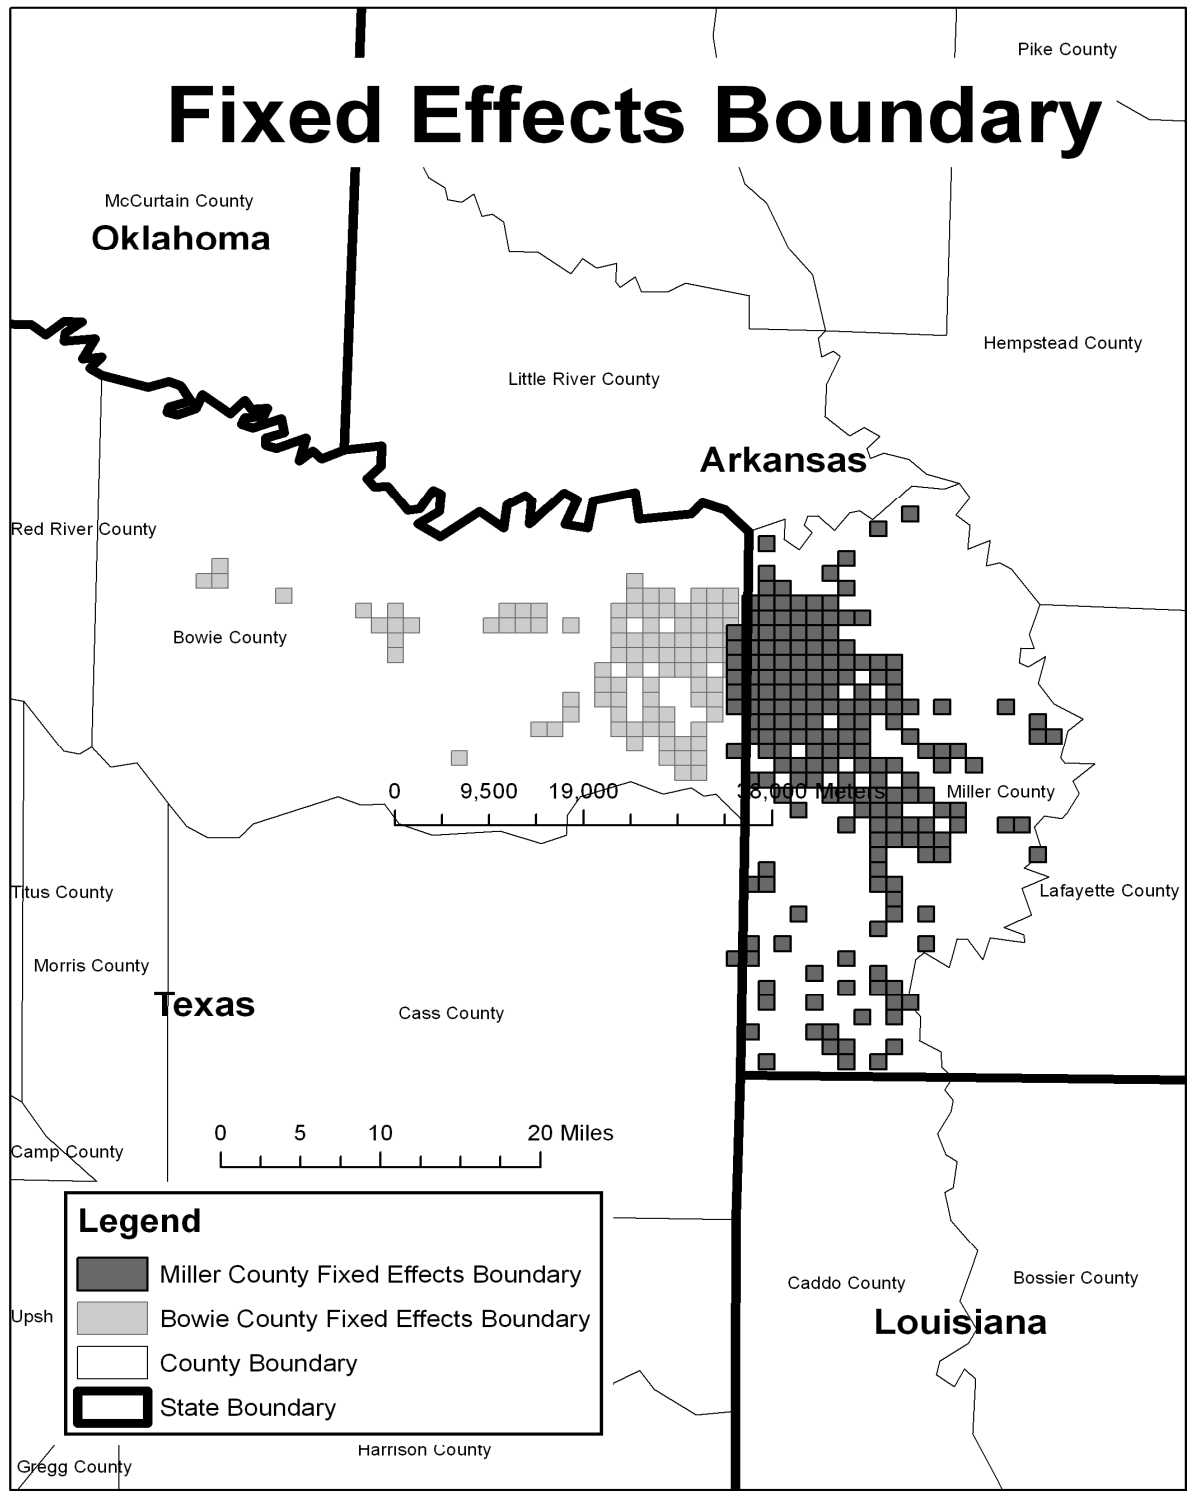 Pike County
Fixed Effects Boundary
McCurtain County
Oklahoma
Hempstead County
Little River County
Arkansas
Red River County
Bowie County
0 9,500 19,000 38,000 Meters
Miller County
Titus County
Lafayette County
Morris County
Texas
Cass County
0 5 10 20 Miles
Camp County
Legend
Miller County Fixed Effects Boundary
Bowie County Fixed Effects Boundary
County Boundary
State Boundary
Caddo County
Bossier County
Upsh
Louisiana
Harrison County
Gregg County